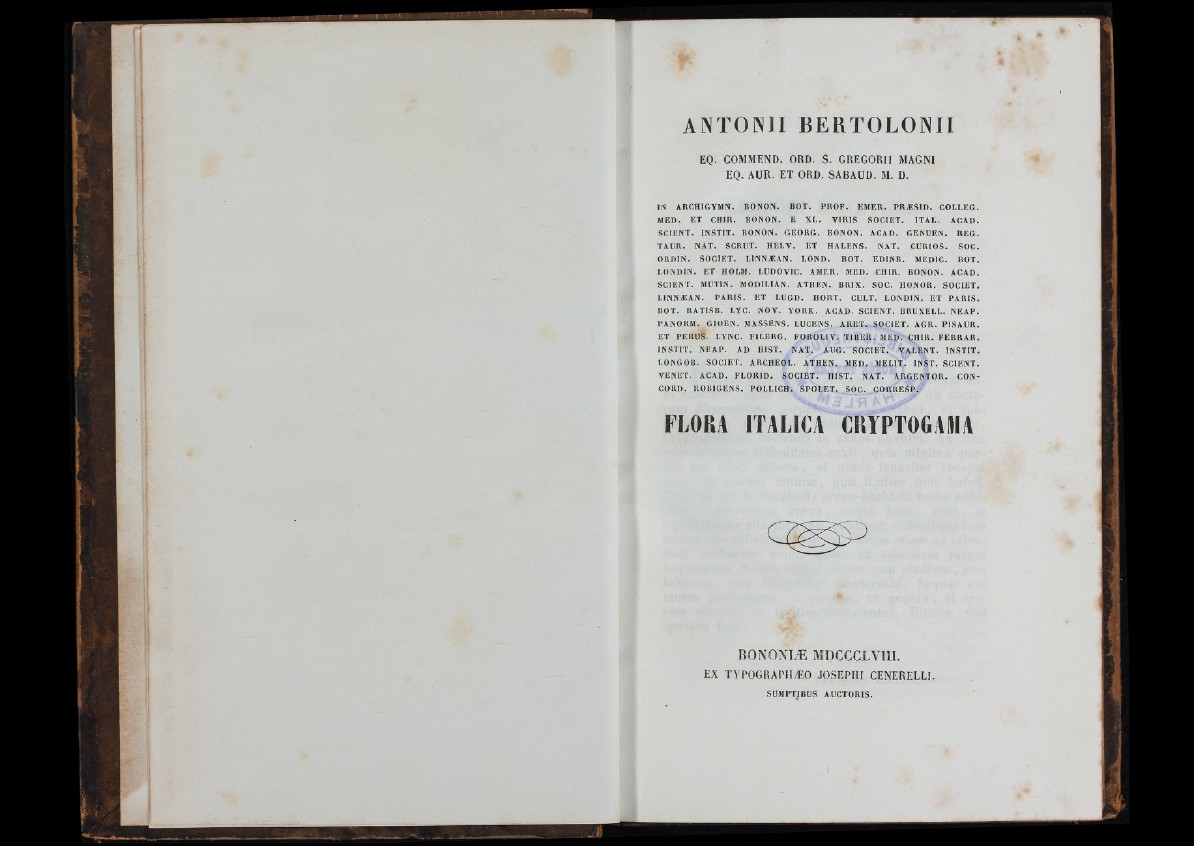 ANTONII BERTOLONII
EQ. COMMEND. ORD. S. GREGORII MAGNI
EQ. AUR. ET ORD. SABAUD. M. D.
IN ARCHIGYMN. BONON. BOT. PROF. EMER. PRÆSID. COLLEG.
MED. ET CHIR. BONON. E XL. VIRIS SOCIET. ITAL. ACAD.
SCIENT. INSTIT. BONON. GEORG. BONON. ACAD. GENUEN. REG.
TAUR. NAT. SCRUT. HELV. ET HALENS. NAT. CURIOS. SOC.
ORDIN. SOCIET. LINNÆAN. LOND. BOT. EDINB. MEDIC. BOT.
LONDIN. ET HOLM. LUDOVIC. AMER. MED. CHIR. BONON. ACAD.
SCIENT. MUTIN. MODILIAN. ATHEN. BRIX. SOC. HONOR. SOCIET.
LINNÆAN. PARIS. ET LUGD. HORT. CULT. LONDIN. ET PARIS.
BOT. RATISB. LYC. NOV. YORK. ACAD. SCIENT. BRUXELL. NEAP.
PANORM. GIOEN. MASSENS. LUCENS. ARET. SOCIET. AGR. PISAUR.
ET PERUS. LYNC. FILERG. FOROLIV. TIBER. MED. CHIR. FERRAR.
INSTIT. NEAP. AD HIST. NAT. AUG. SOCIET. VALENT. INSTIT.
LONGOB. SOCIET. ARCHEOL. ATHEN. MED. MELIT. INST. SCIENT.
VENET. ACAD. FLORID. SOCIET. HIST. NAT. ARGENTOR. CON-
CORD. ROBIGENS. POLLICH. SPOLET. SOC. CORRESP.
HARLEM
FLORA ITALICA CRYPTOGAMA
BONONIÆ MDCCCLVIII.
EX TYPOGRAPHÆO JOSEPHI CENERELLI.
SUMPTIBUS AUCTORIS.